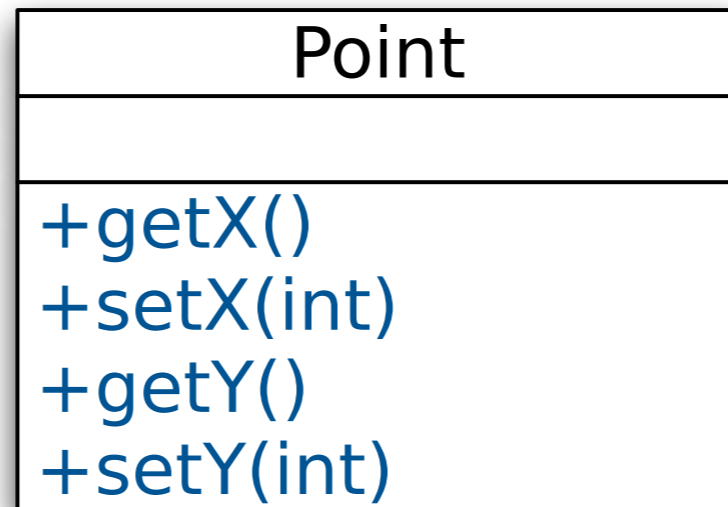 Point
+getX()
+setX(int)
+getY()
+setY(int)